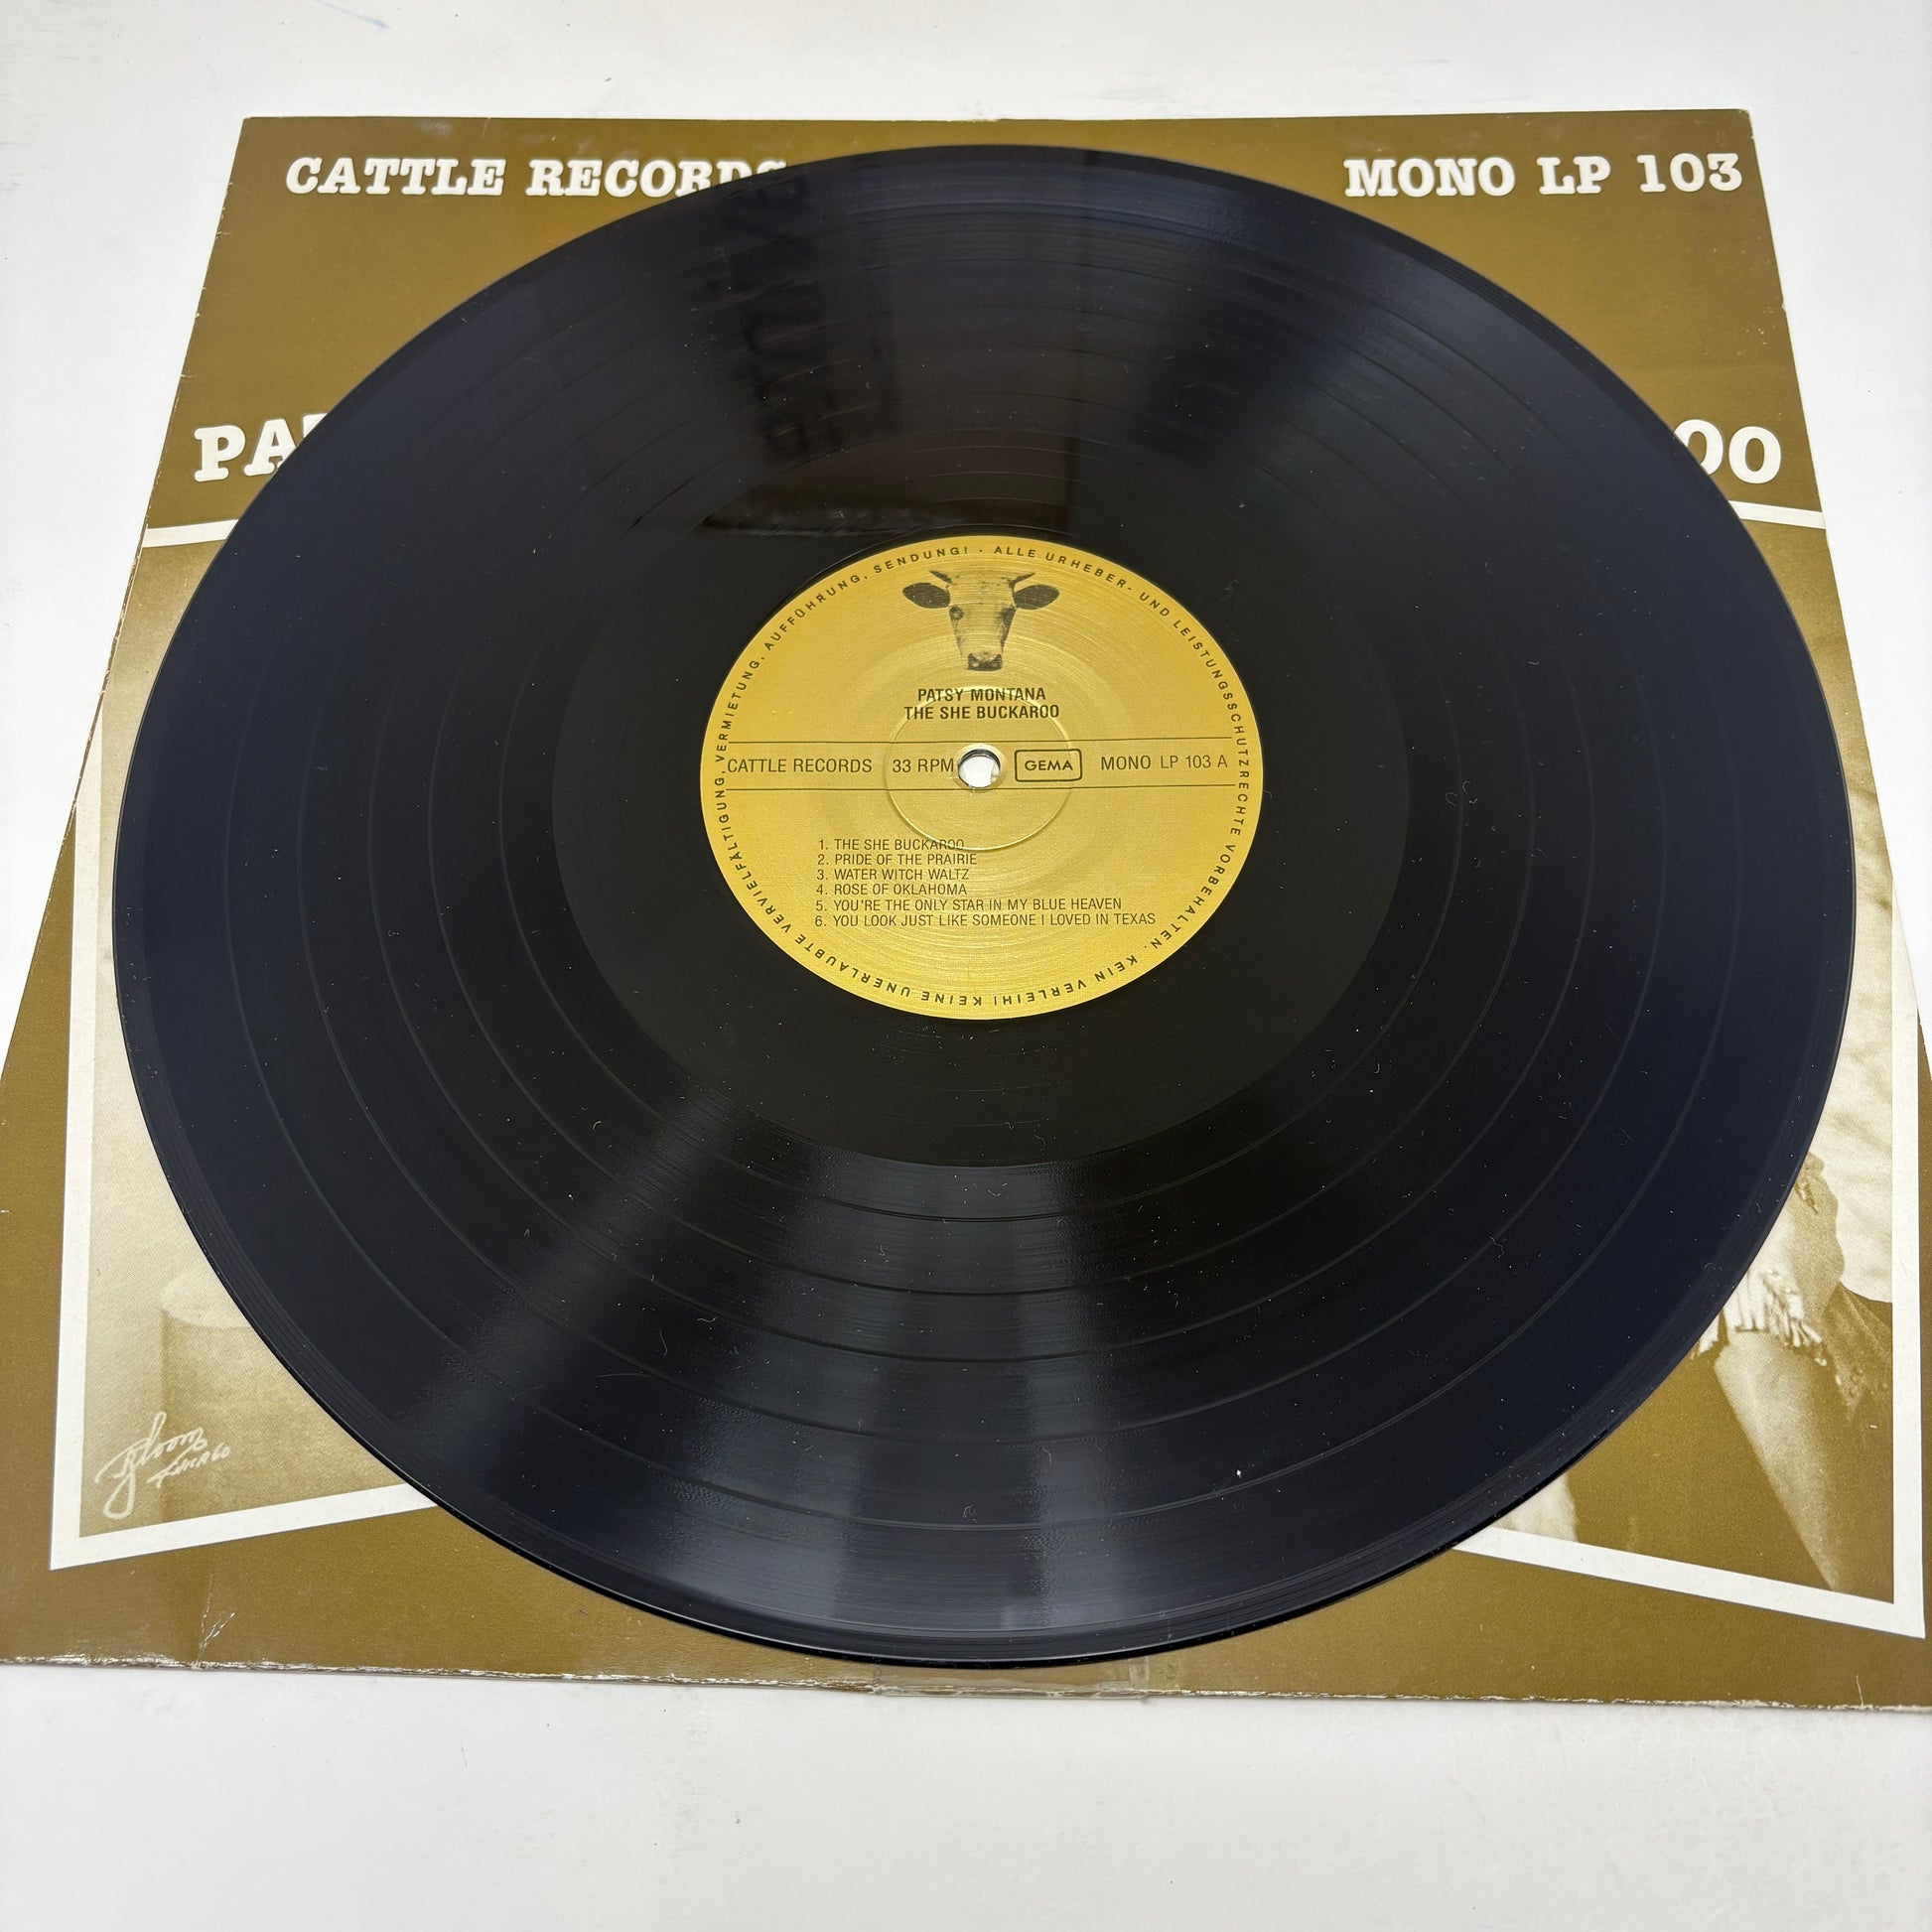 CATTLE RECORDS
MONO LP 103
PAT
OO
ALLE URHEBER- UND LEISTUNGSSCHUTZRECHTE VORBEHALTEN. KEIN VERLEIH! KEINE UNERLAUBTE VERVIELFÄLTIGUNG, VERMIETUNG, AUFFÜHRUNG, SENDUNG! ·
PATSY MONTANA
THE SHE BUCKAROO
CATTLE RECORDS 33 RPM GEMA MONO LP 103 A
1. THE SHE BUCKAROO
2. PRIDE OF THE PRAIRIE
3. WATER WITCH WALTZ
4. ROSE OF OKLAHOMA
5. YOU'RE THE ONLY STAR IN MY BLUE HEAVEN
6. YOU LOOK JUST LIKE SOMEONE I LOVED IN TEXAS
Bloom
CHICAGO